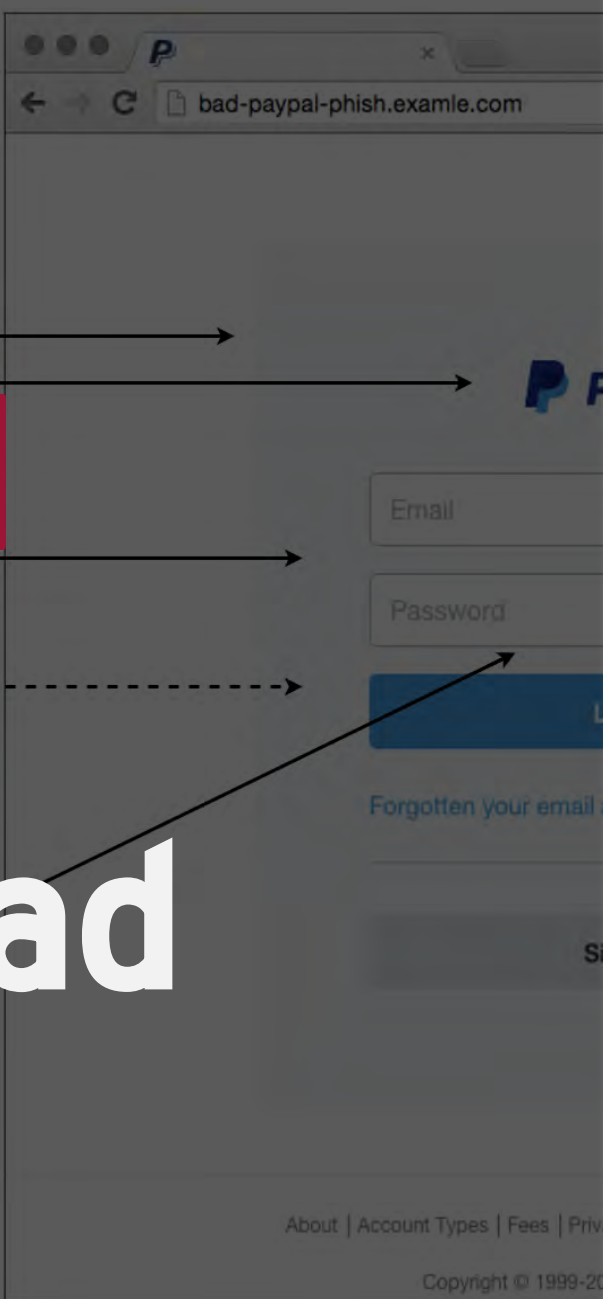 bad-paypal-phish.examle.com
P
Email
Password
L
Forgotten your email
ad
Si
About | Account Types | Fees | Priv
Copyright © 1999-20